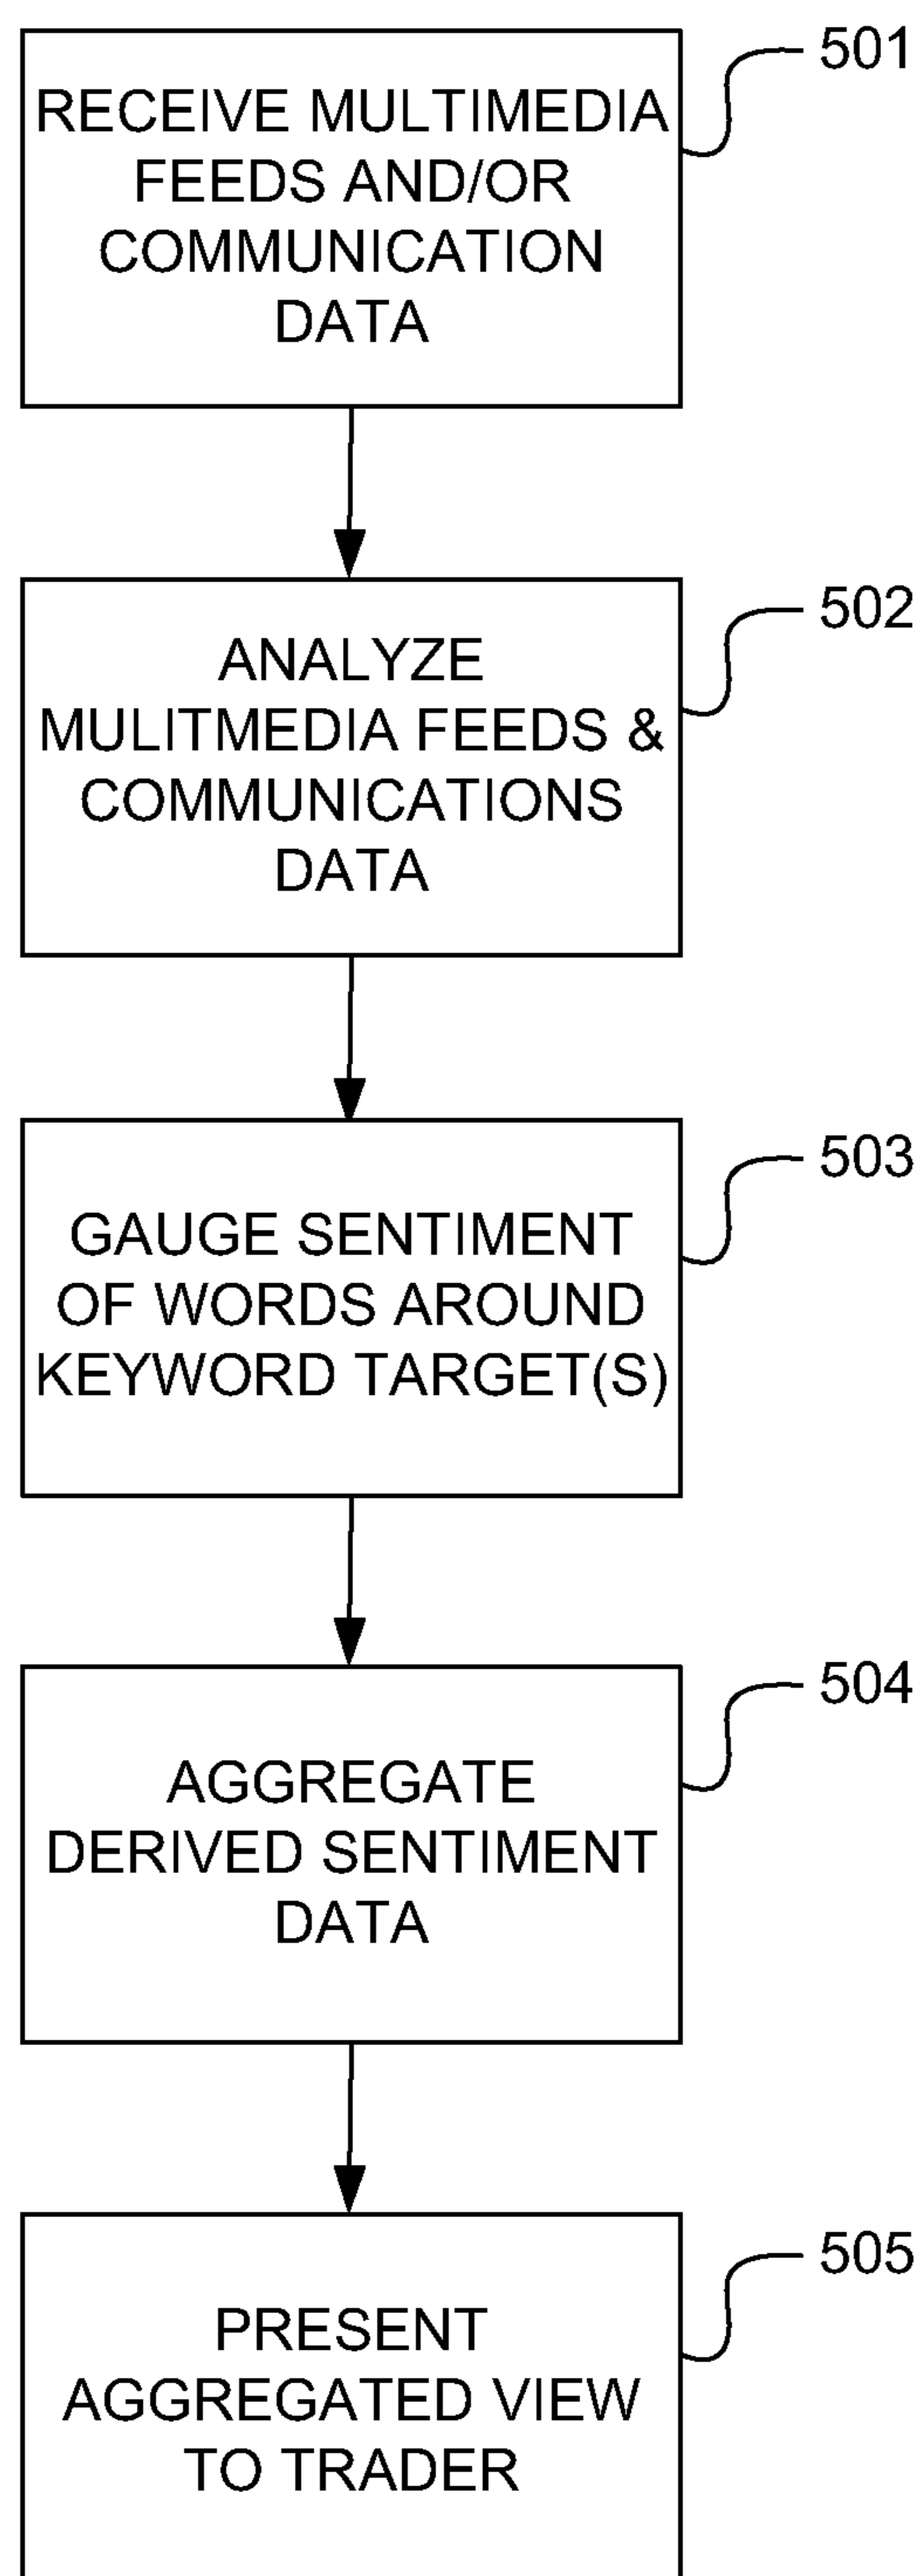 501
RECEIVE MULTIMEDIA
FEEDS AND/OR
COMMUNICATION
DATA
502
ANALYZE
MULITMEDIA FEEDS &
COMMUNICATIONS
DATA
503
GAUGE SENTIMENT
OF WORDS AROUND
KEYWORD TARGET(S)
504
AGGREGATE
DERIVED SENTIMENT
DATA
505
PRESENT
AGGREGATED VIEW
TO TRADER